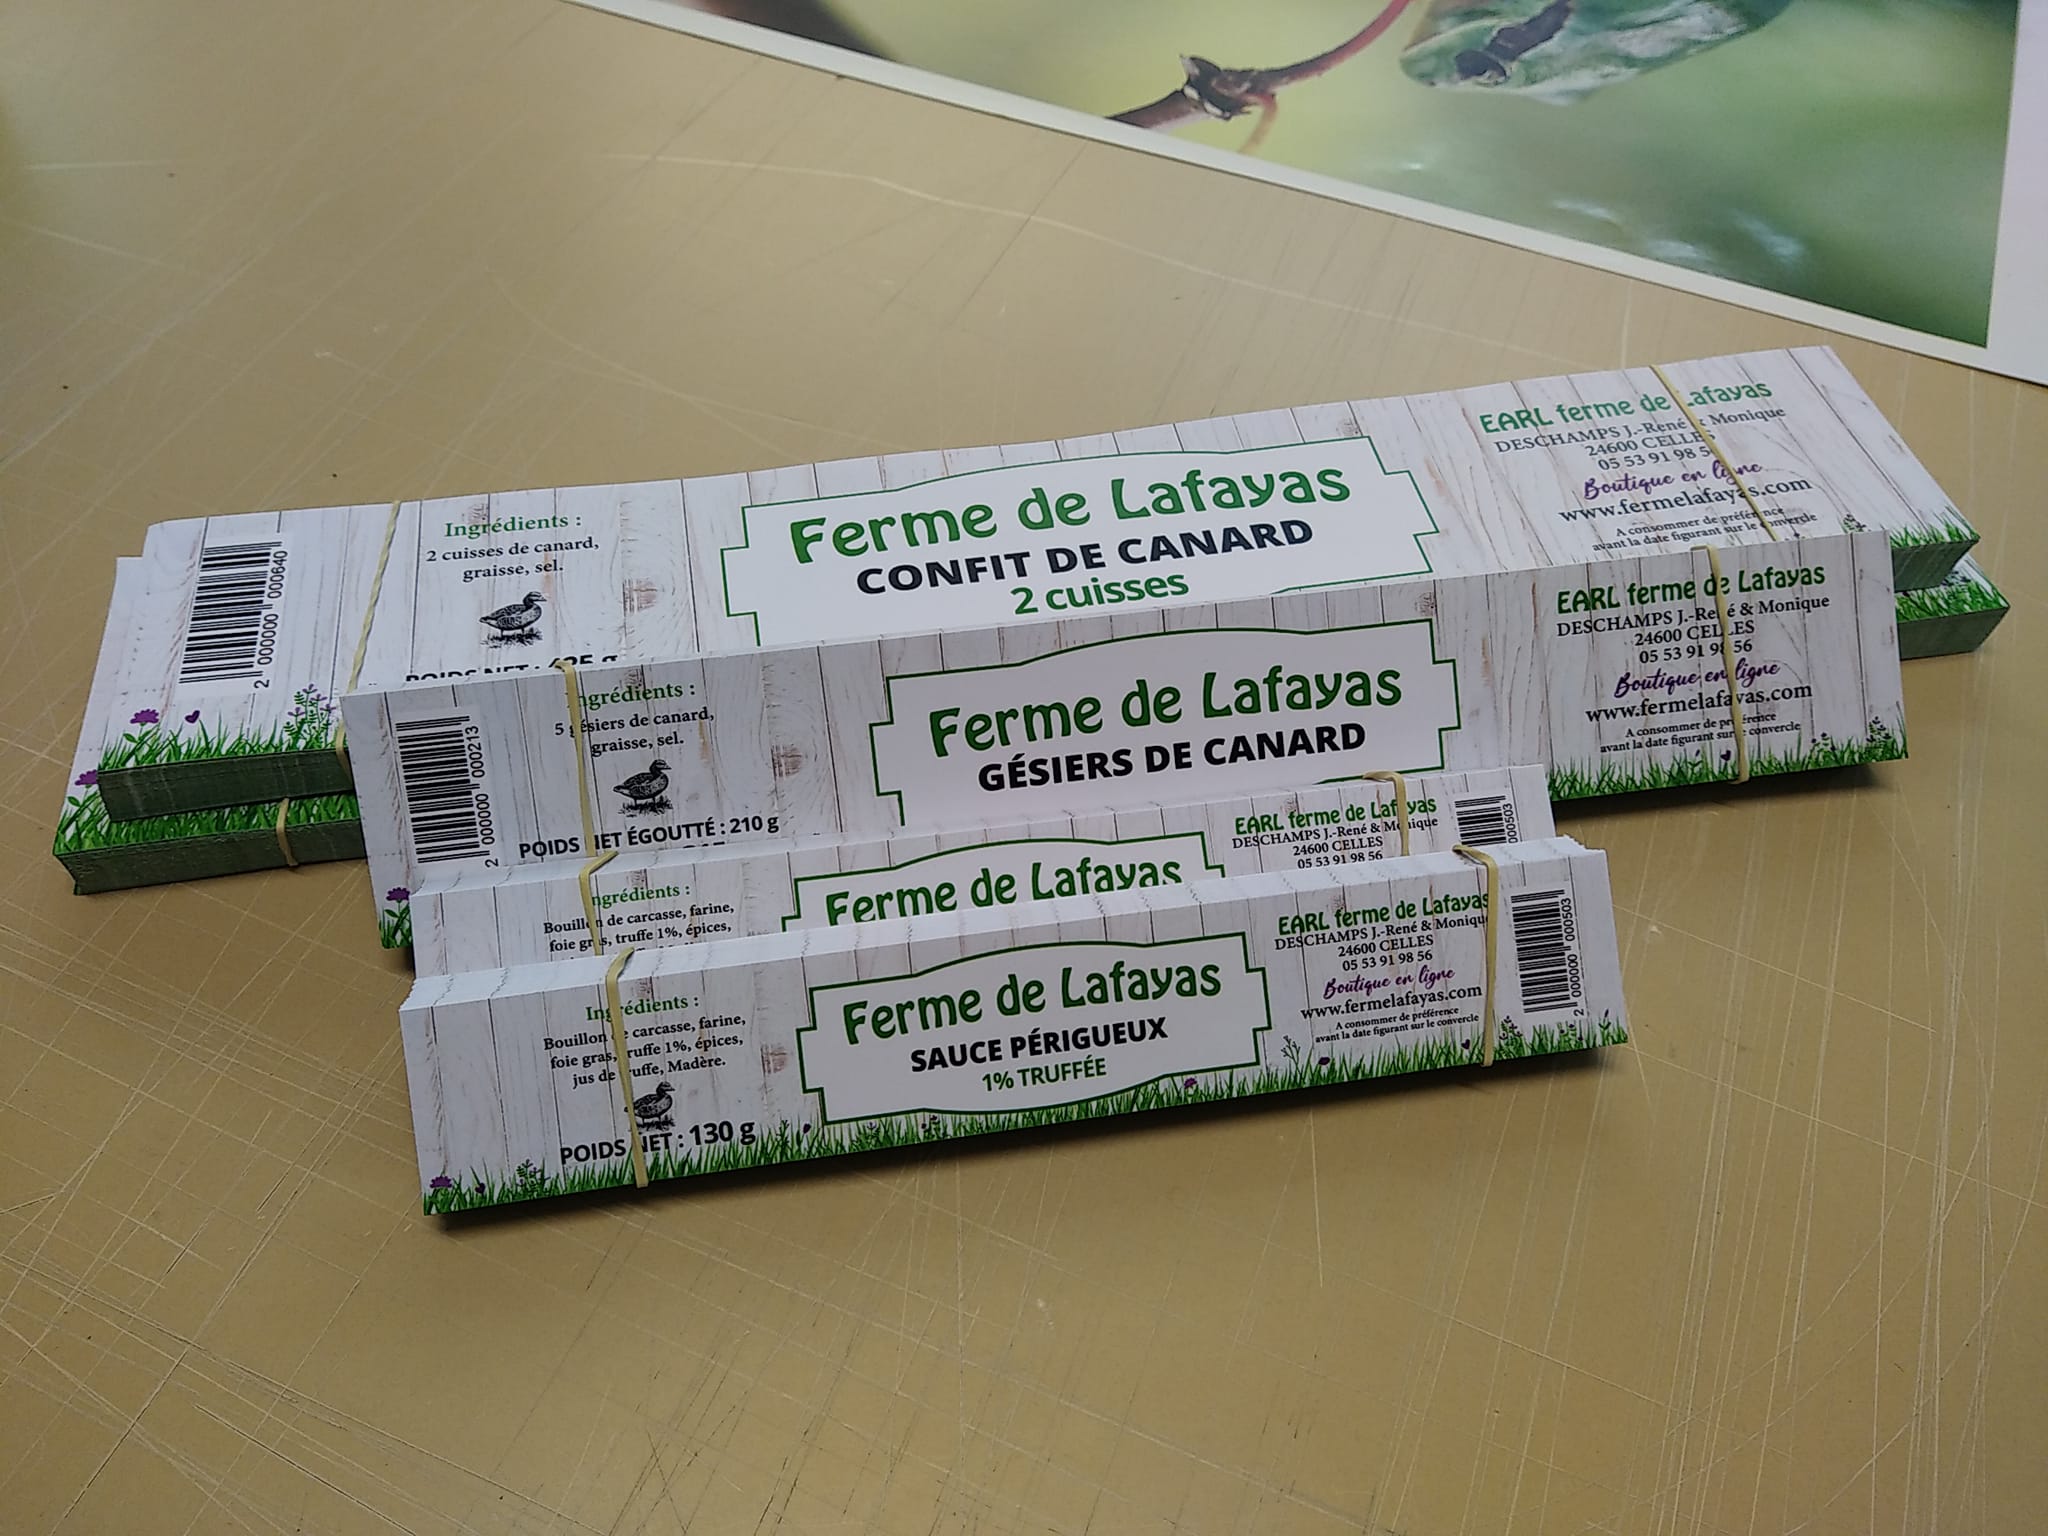 Ingrédients :
2 cuisses de canard,
graisse, sel.
2 000000 000640
Ferme de Lafayas
CONFIT DE CANARD
2 cuisses
EARL ferme de Lafayas
DESCHAMPS J.-René & Monique
24600 CELLES
05 53 91 98 5
Boutique en ligne
www.fermelafayas.com
A consommer de préférence
avant la date figurant sur le couvercle
POIDS NET :
Ingrédients :
5 gésiers de canard,
graisse, sel.
2 000000 000213
POIDS NET ÉGOUTTÉ : 210 g
Ferme de Lafayas
GÉSIERS DE CANARD
EARL ferme de Lafayas
DESCHAMPS J.-René & Monique
24600 CELLES
05 53 91 98 56
Boutique en ligne
www.fermelafayas.com
A consommer de préférence
avant la date figurant sur le couvercle
Ingrédients :
Bouillon de carcasse, farine,
foie gras, truffe 1%, épices,
Ferme de Lafayas
EARL ferme de Lafayas
DESCHAMPS J.-René & Monique
24600 CELLES
05 53 91 98 56
000503
Ingrédients :
Bouillon de carcasse, farine,
foie gras, truffe 1%, épices,
jus de truffe, Madère.
POIDS NET : 130 g
Ferme de Lafayas
SAUCE PÉRIGUEUX
1% TRUFFÉE
EARL ferme de Lafayas
DESCHAMPS J.-René & Moniqu
24600 CELLES
05 53 91 98 56
Boutique en ligne
www.fermelafayas.com
A consommer de préférence
avant la date figurant sur le couvercle
2 000000 000503